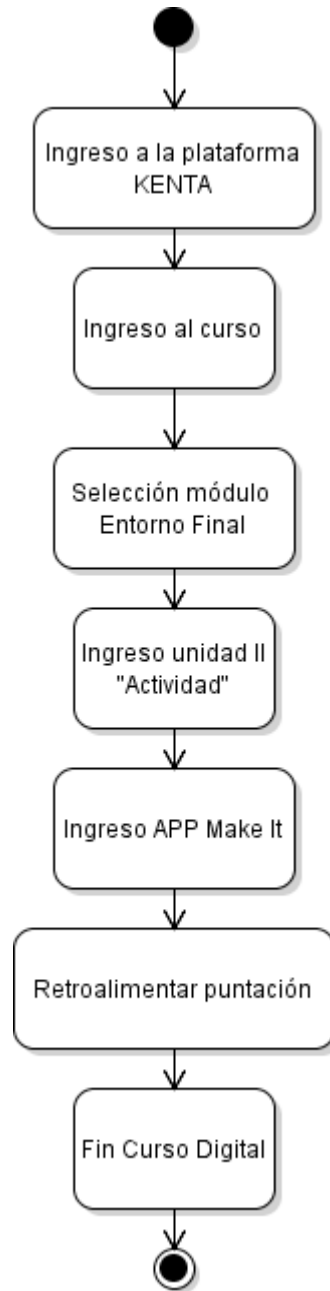 Ingreso a la plataforma
KENTA
Ingreso al curso
Selección módulo
Entorno Final
Ingreso unidad II
"Actividad"
Ingreso APP Make It
Retroalimentar puntación
Fin Curso Digital